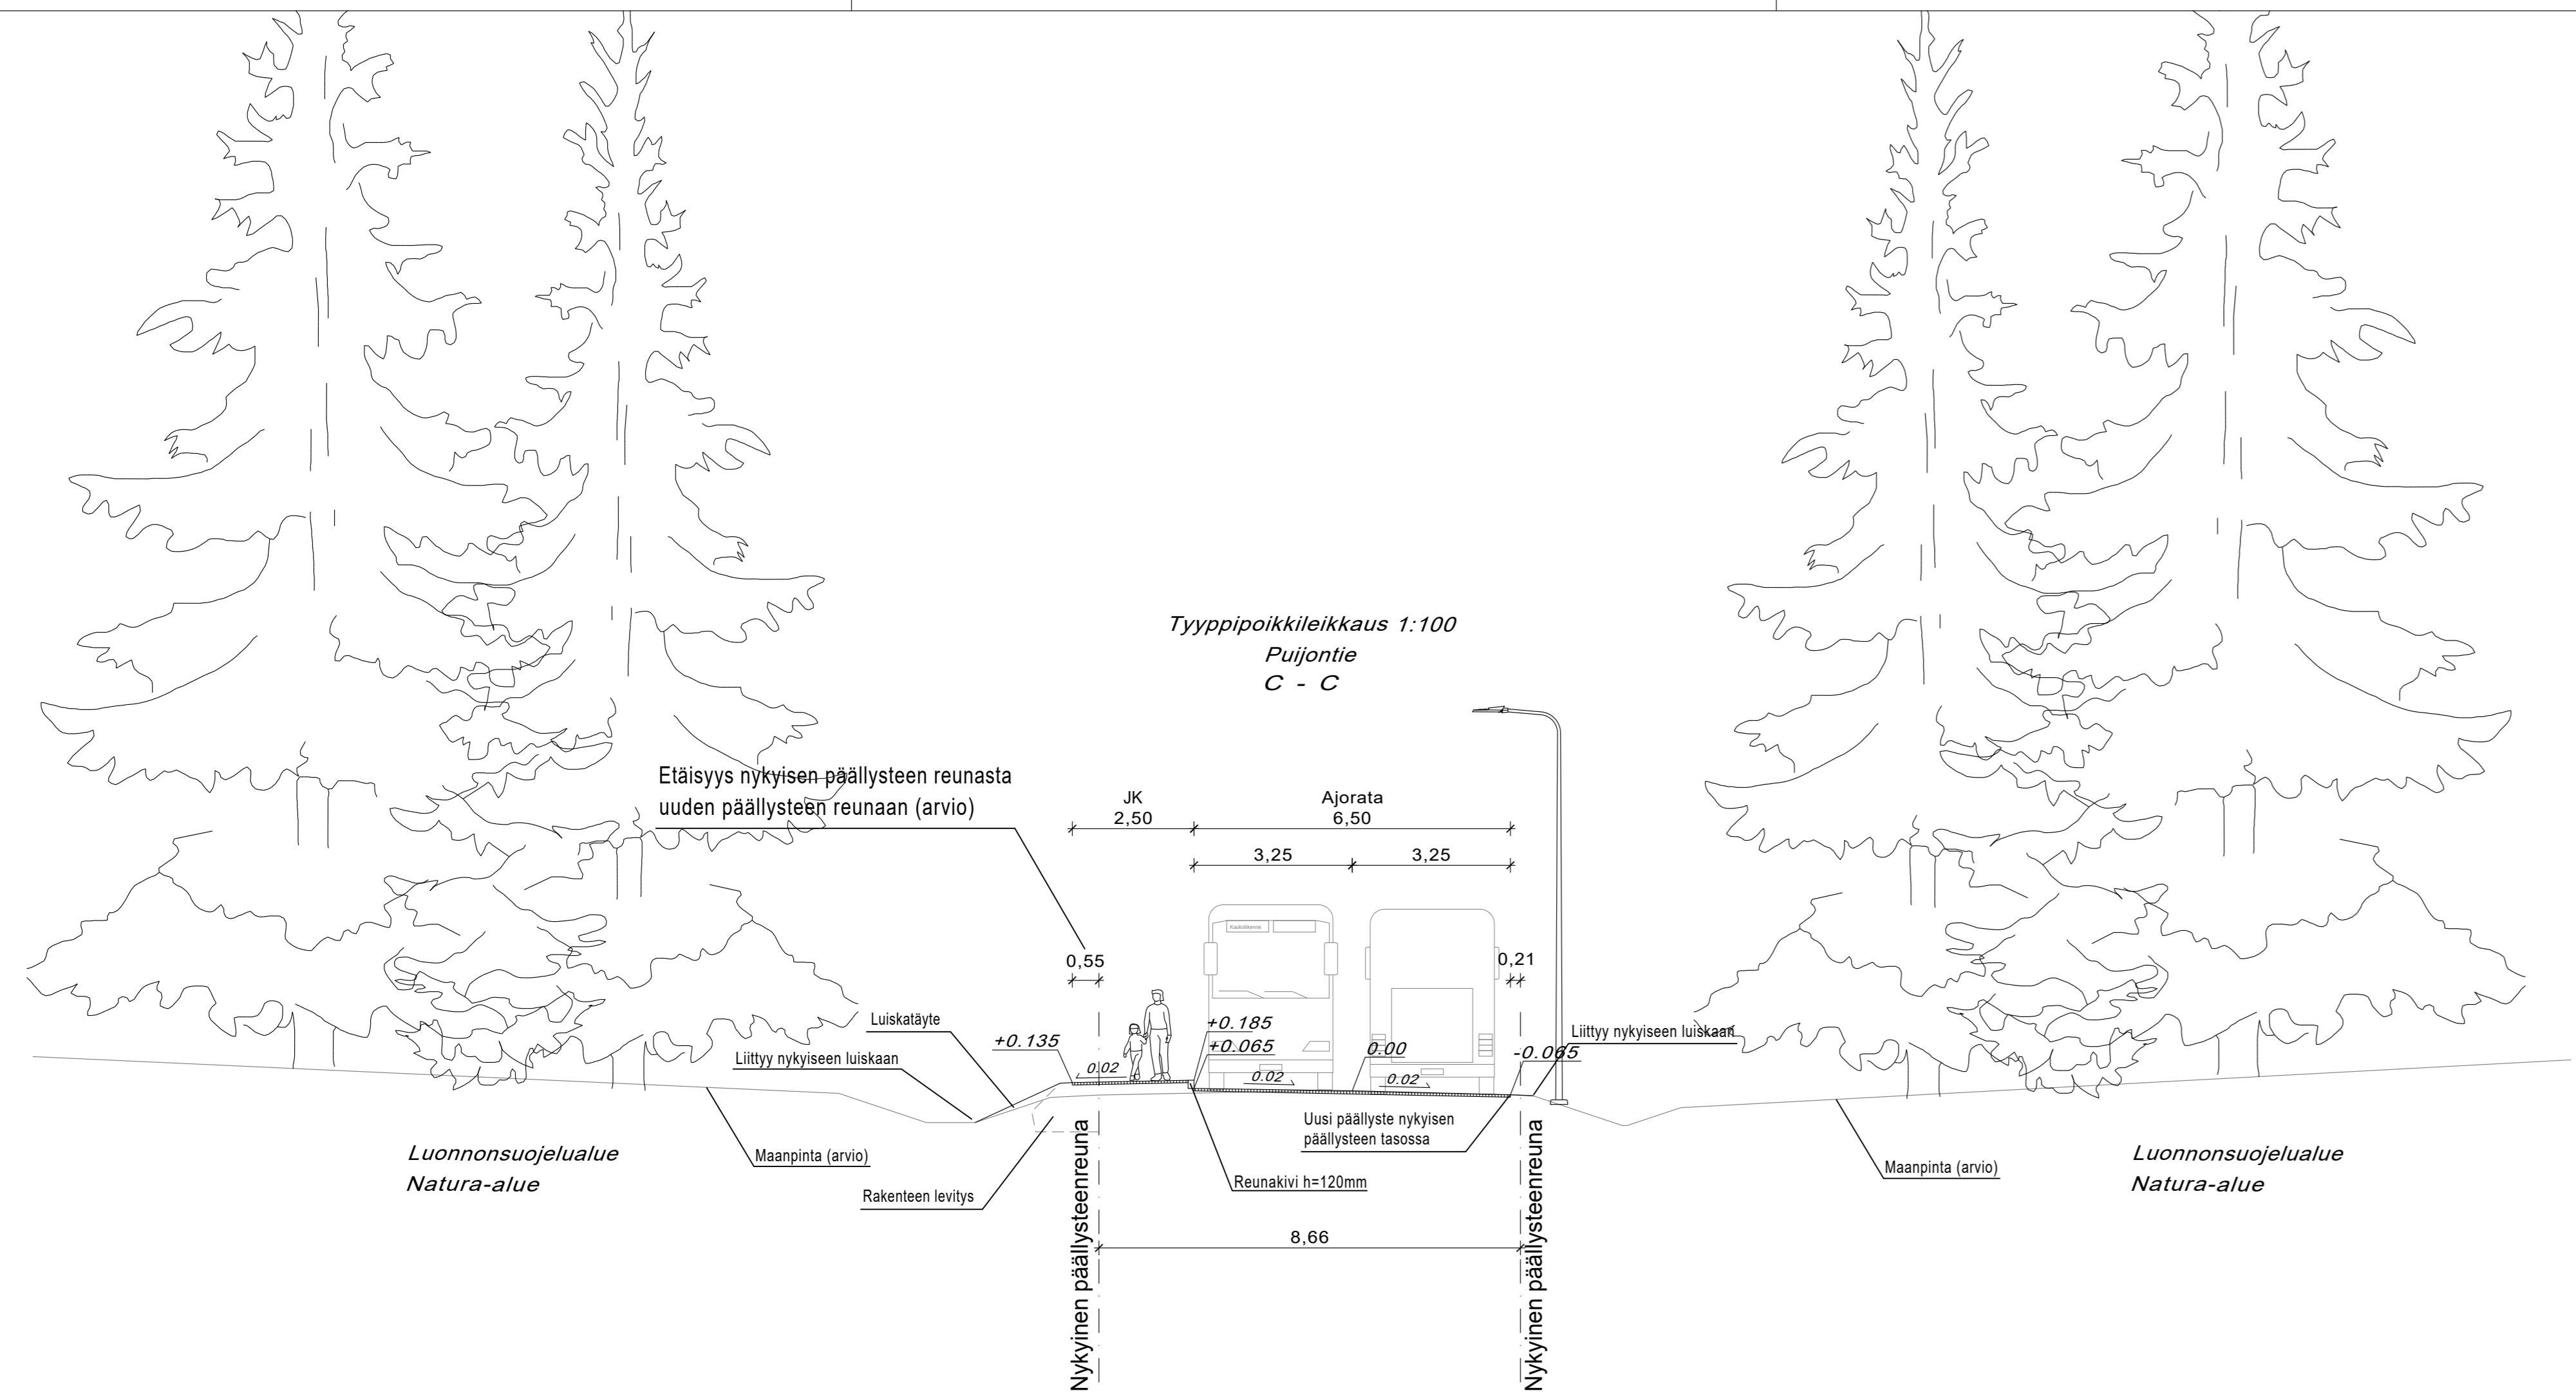 Tyyppipoikkileikkaus 1:100
Puijontie
C - C
Etäisyys nykyisen päällysteen reunasta
uuden päällysteen reunaan (arvio)
JK
2,50
Ajorata
6,50
3,25
3,25
Kaukoliikenne
0,55
0,21
Luiskatäyte
Liittyy nykyiseen luiskaan
+0.135
0.02
+0.185
+0.065
0.02
0.00
0.02
-0.065
Liittyy nykyiseen luiskaan
Uusi päällyste nykyisen
päällysteen tasossa
Reunakivi h=120mm
Luonnonsuojelualue
Natura-alue
Maanpinta (arvio)
Rakenteen levitys
Nykyinen päällysteenreuna
8,66
Nykyinen päällysteenreuna
Maanpinta (arvio)
Luonnonsuojelualue
Natura-alue